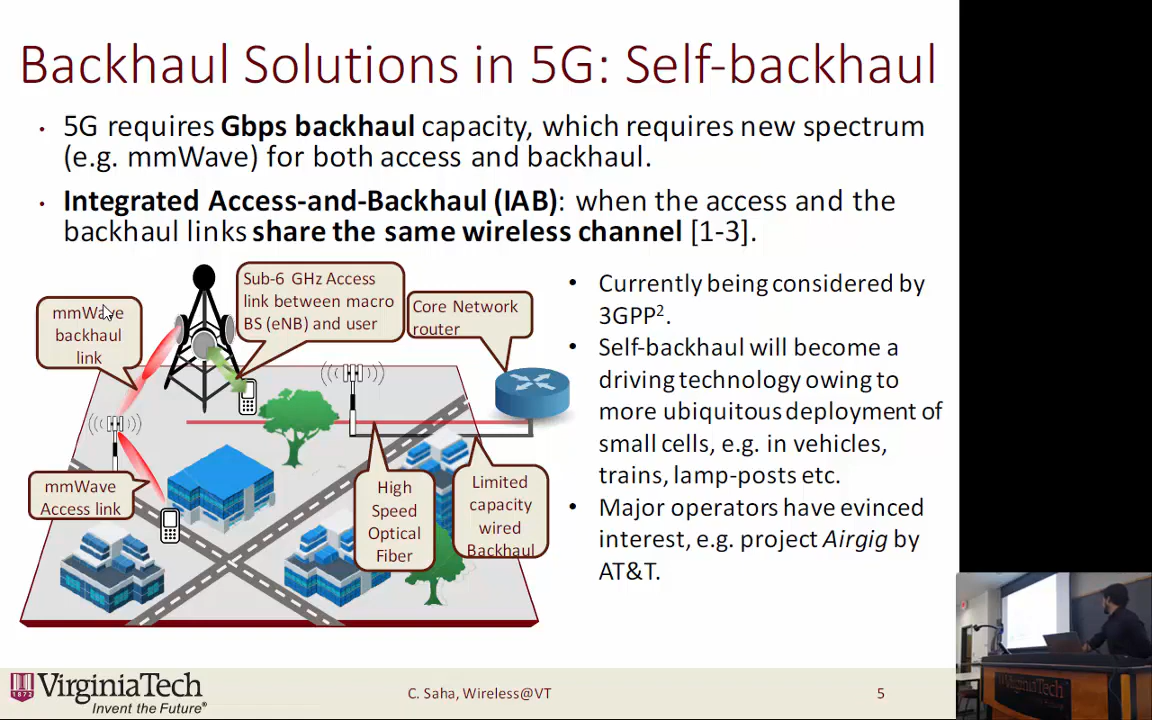 Backhaul Solutions in 5G: Self-backhaul
• 5G requires Gbps backhaul capacity, which requires new spectrum
(e.g. mmWave) for both access and backhaul.
• Integrated Access-and-Backhaul (IAB): when the access and the
backhaul links share the same wireless channel [1-3].
mmWave
backhaul
link
Sub-6 GHz Access
link between macro
BS (eNB) and user
Core Network
router
mmWave
Access link
High
Speed
Optical
Fiber
Limited
capacity
wired
Backhaul
• Currently being considered by
3GPP².
• Self-backhaul will become a
driving technology owing to
more ubiquitous deployment of
small cells, e.g. in vehicles,
trains, lamp-posts etc.
• Major operators have evinced
interest, e.g. project Airgig by
AT&T.
1872
VirginiaTech
Invent the Future®
C. Saha, Wireless@VT
5
VirginiaTech